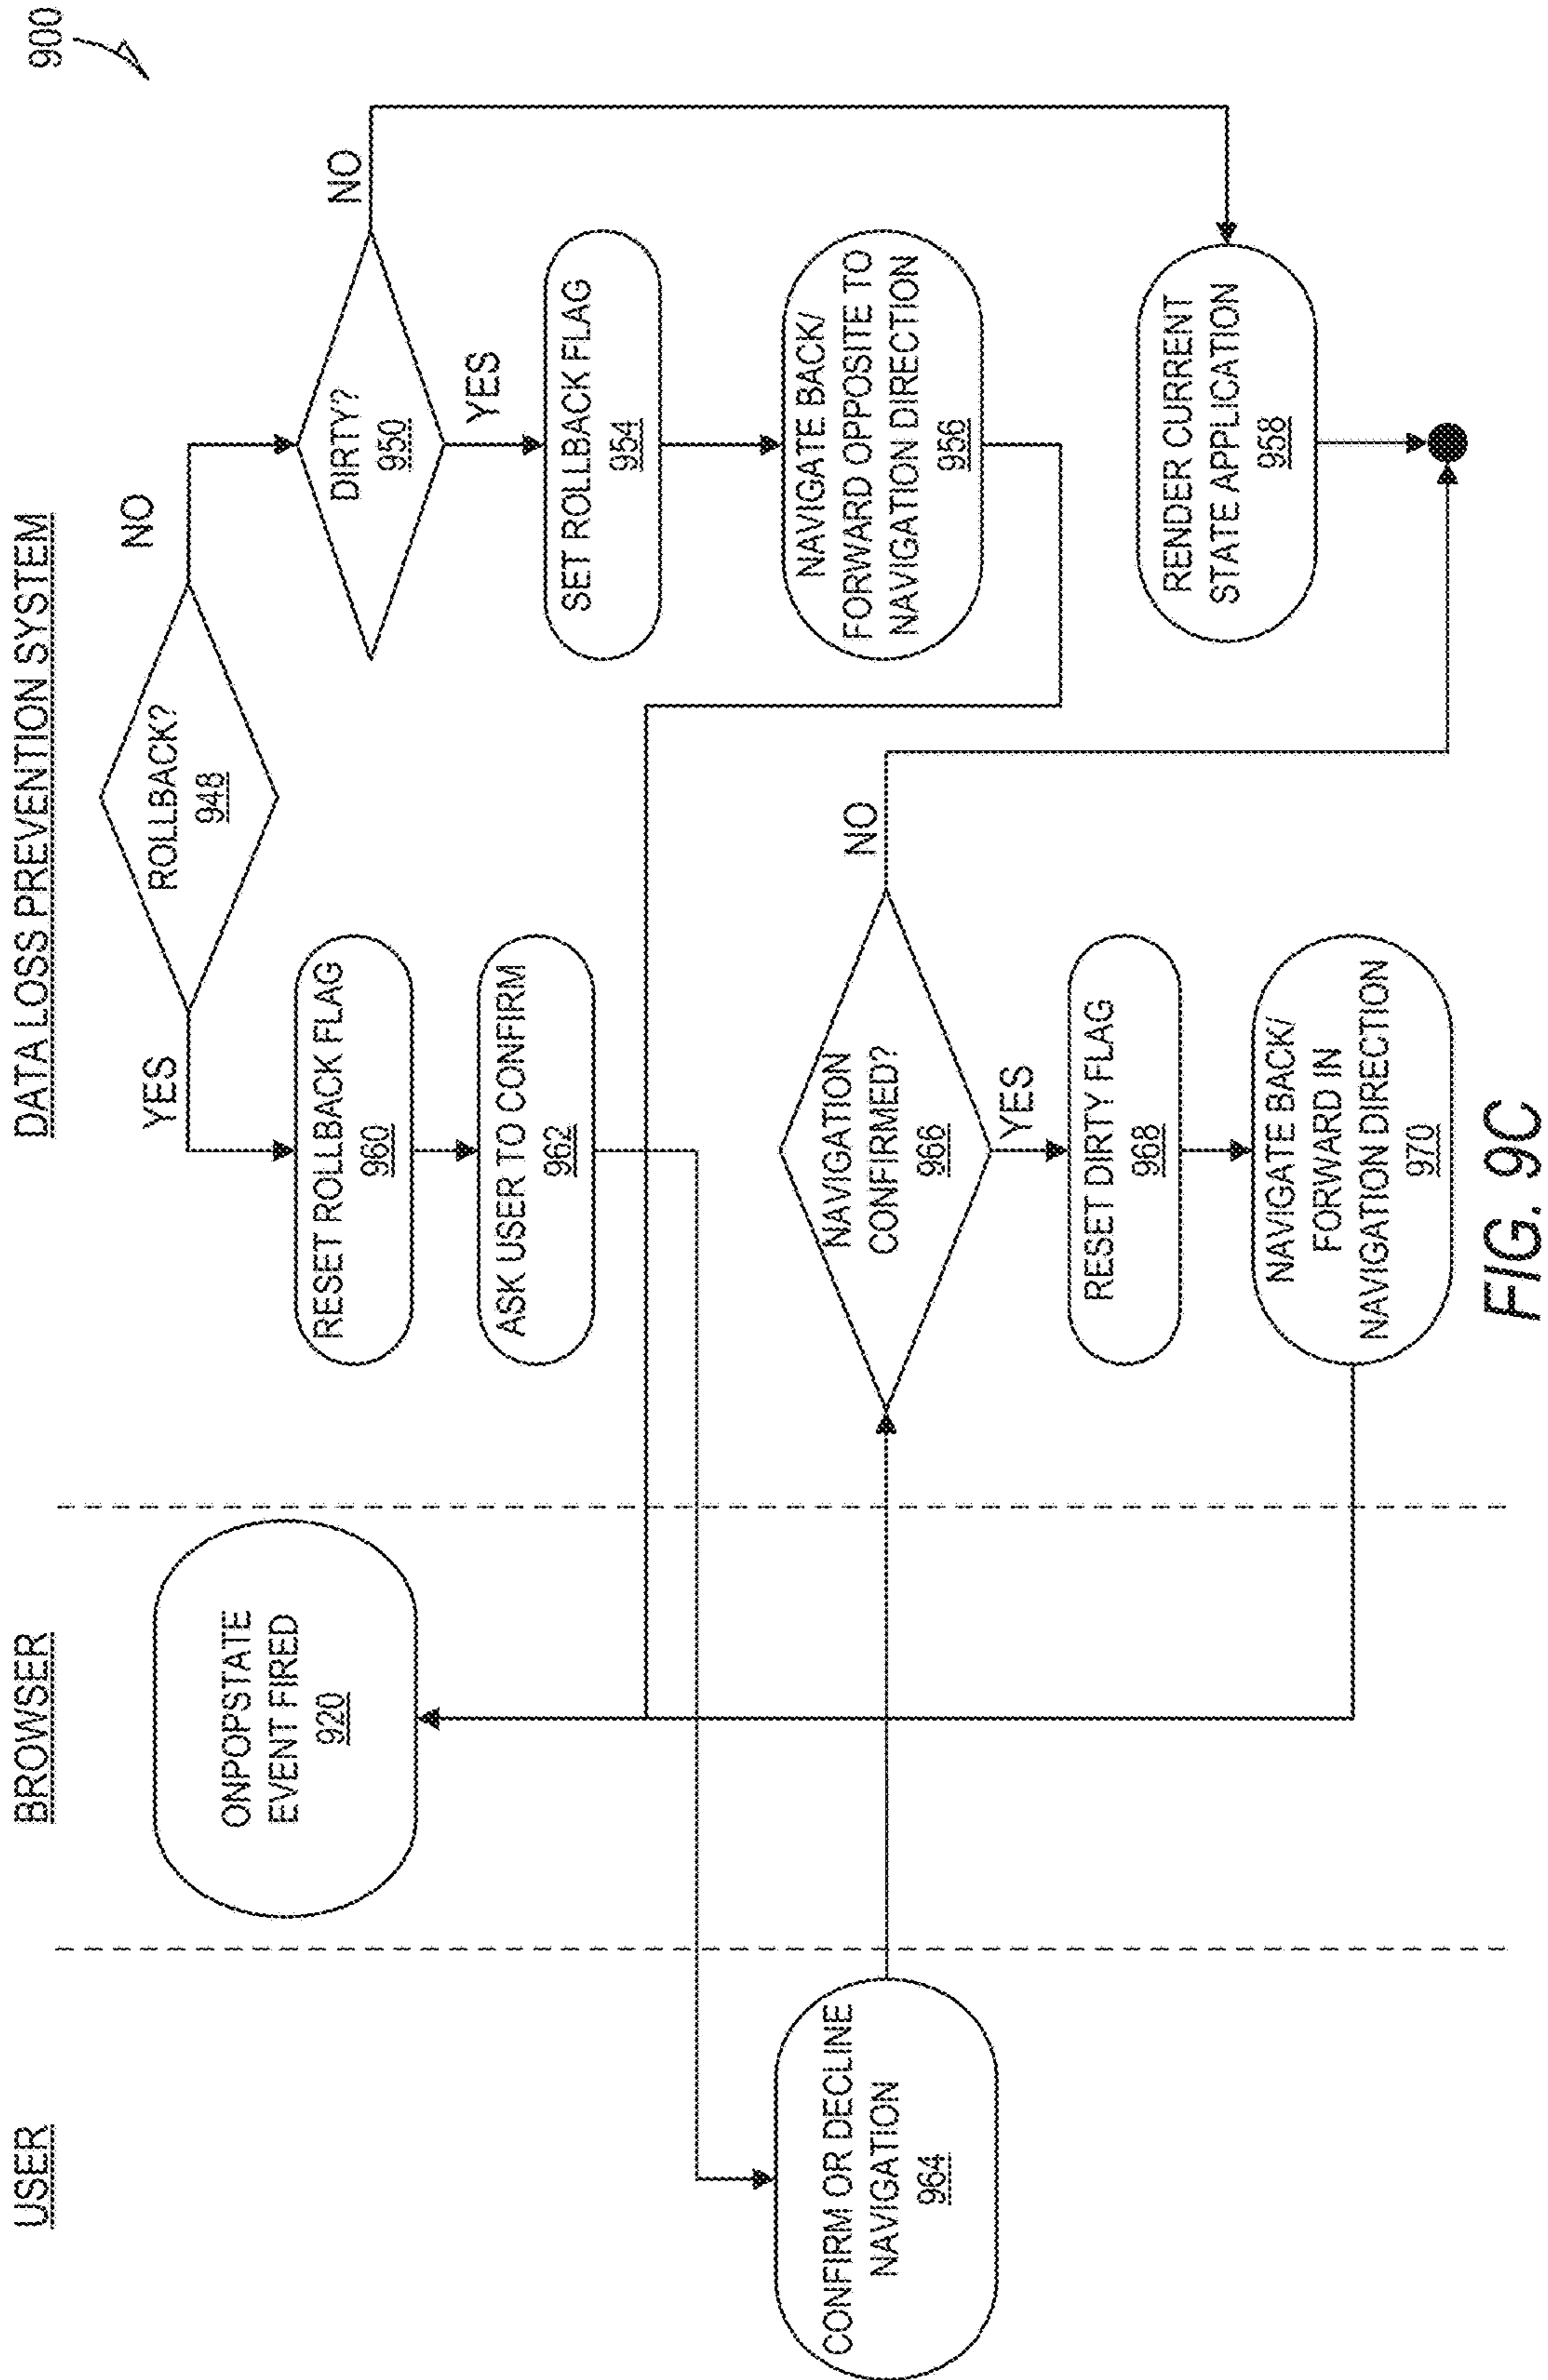 900
USER
BROWSER
DATA LOSS PREVENTION SYSTEM
ONPOPSTATE
EVENT FIRED
920
ROLLBACK?
948
YES
NO
RESET ROLLBACK FLAG
960
ASK USER TO CONFIRM
962
DIRTY?
950
NO
YES
SET ROLLBACK FLAG
954
NAVIGATE BACK/
FORWARD OPPOSITE TO
NAVIGATION DIRECTION
956
CONFIRM OR DECLINE
NAVIGATION
964
NAVIGATION
CONFIRMED?
966
NO
YES
RESET DIRTY FLAG
968
NAVIGATE BACK/
FORWARD IN
NAVIGATION DIRECTION
970
RENDER CURRENT
STATE APPLICATION
958
FIG. 9C